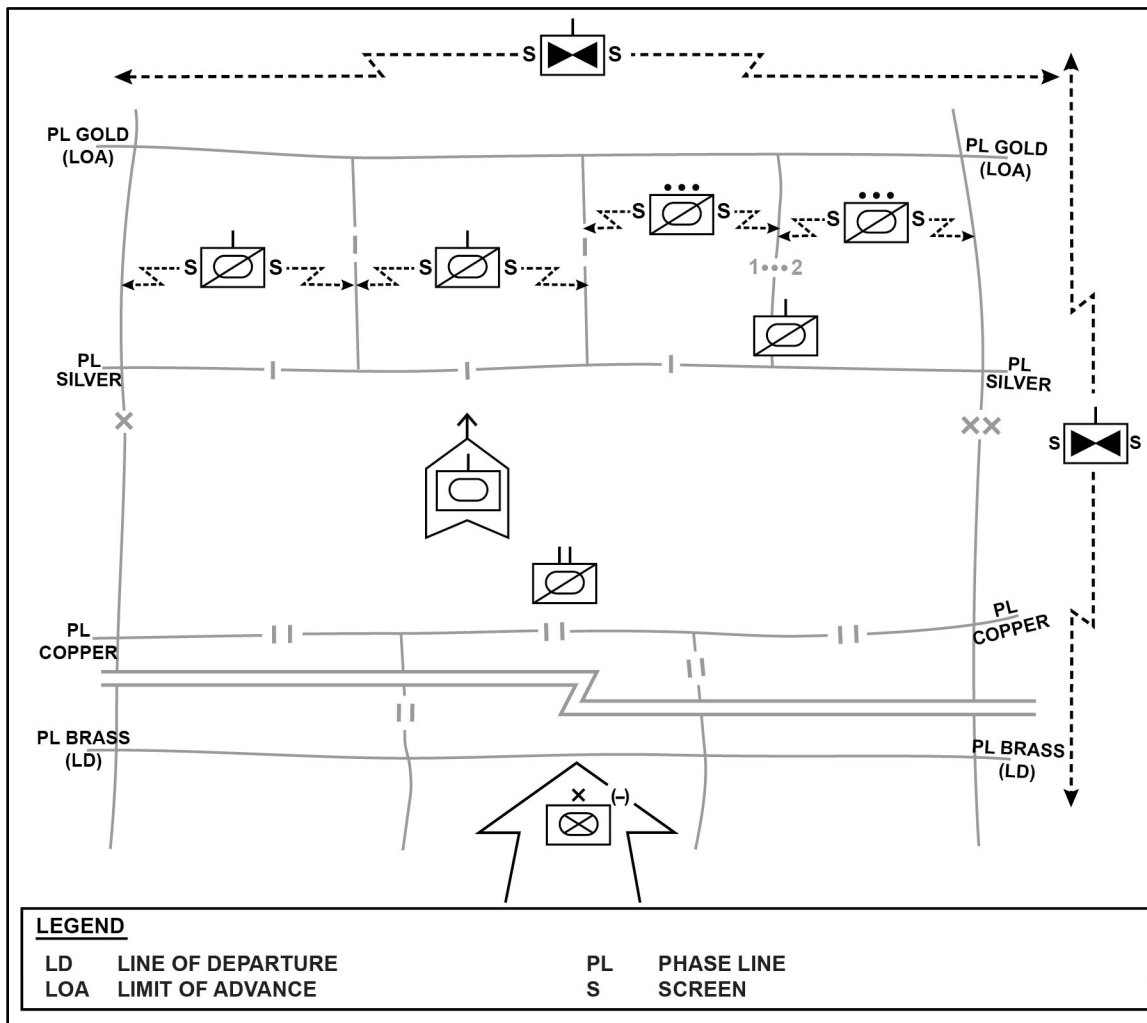 S S
PL GOLD
(LOA)
PL GOLD
(LOA)
S S
S S
S S
S S
1•••2
PL
SILVER
PL
SILVER
S S
PL
COPPER
PL
COPPER
PL BRASS
(LD)
PL BRASS
(LD)
(–)
LEGEND
LD LINE OF DEPARTURE
LOA LIMIT OF ADVANCE
PL PHASE LINE
S SCREEN